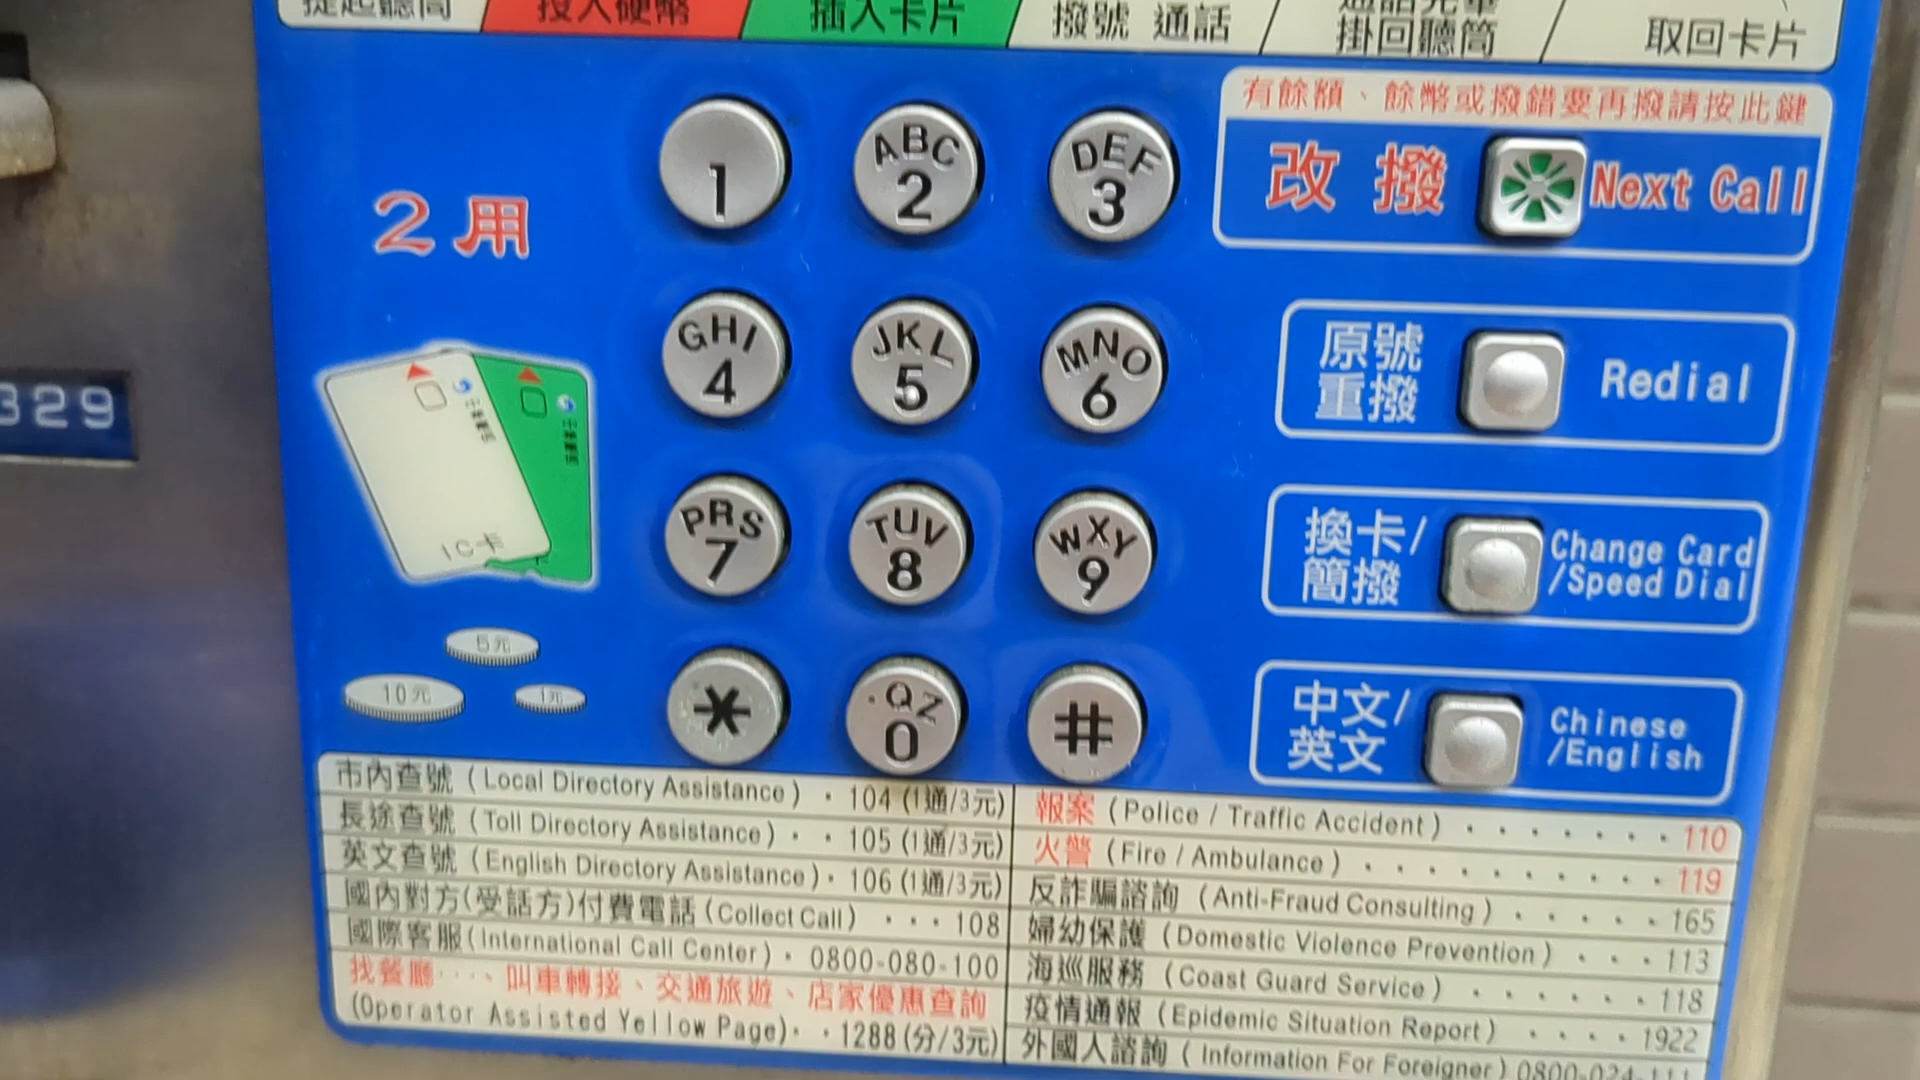 提起聽筒
投入硬幣
插入卡片
撥號 通話
通話完畢
掛回聽筒
取回卡片
有餘額、餘幣或撥錯要再撥請按此鍵
改 撥 Next Call
2用
1
ABC
2
DEF
3
原號
重撥
Redial
GHI
4
JKL
5
MNO
6
329
換卡/
簡撥
Change Card
/Speed Dial
PRS
7
TUV
8
WXY
9
IC卡
5元
10元
1元
中文/
英文
Chinese
/English
*
.QZ
0
#
市內查號 (Local Directory Assistance)・104 (1通/3元)
長途查號 (Toll Directory Assistance)・・105 (1通/3元)
英文查號 (English Directory Assistance)・106 (1通/3元)
國內對方(受話方)付費電話 (Collect Call) ・・・108
國際客服(International Call Center)・0800-080-100
找餐廳…、叫車轉接、交通旅遊、店家優惠查詢
(Operator Assisted Yellow Page)・・1288 (分/3元)
報案 (Police / Traffic Accident)・・・・・・・110
火警 (Fire / Ambulance)・・・・・・・・・・119
反詐騙諮詢 (Anti-Fraud Consulting)・・・・・165
婦幼保護 (Domestic Violence Prevention)・・・113
海巡服務 (Coast Guard Service)・・・・・・118
疫情通報 (Epidemic Situation Report)・・・・1922
外國人諮詢 (Information For Foreigner) 0800-024-111